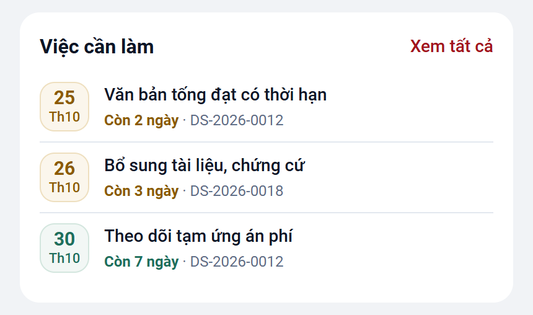 Việc cần làm
Xem tất cả
25
Th10
Văn bản tống đạt có thời hạn
Còn 2 ngày · DS-2026-0012
26
Th10
Bổ sung tài liệu, chứng cứ
Còn 3 ngày · DS-2026-0018
30
Th10
Theo dõi tạm ứng án phí
Còn 7 ngày · DS-2026-0012